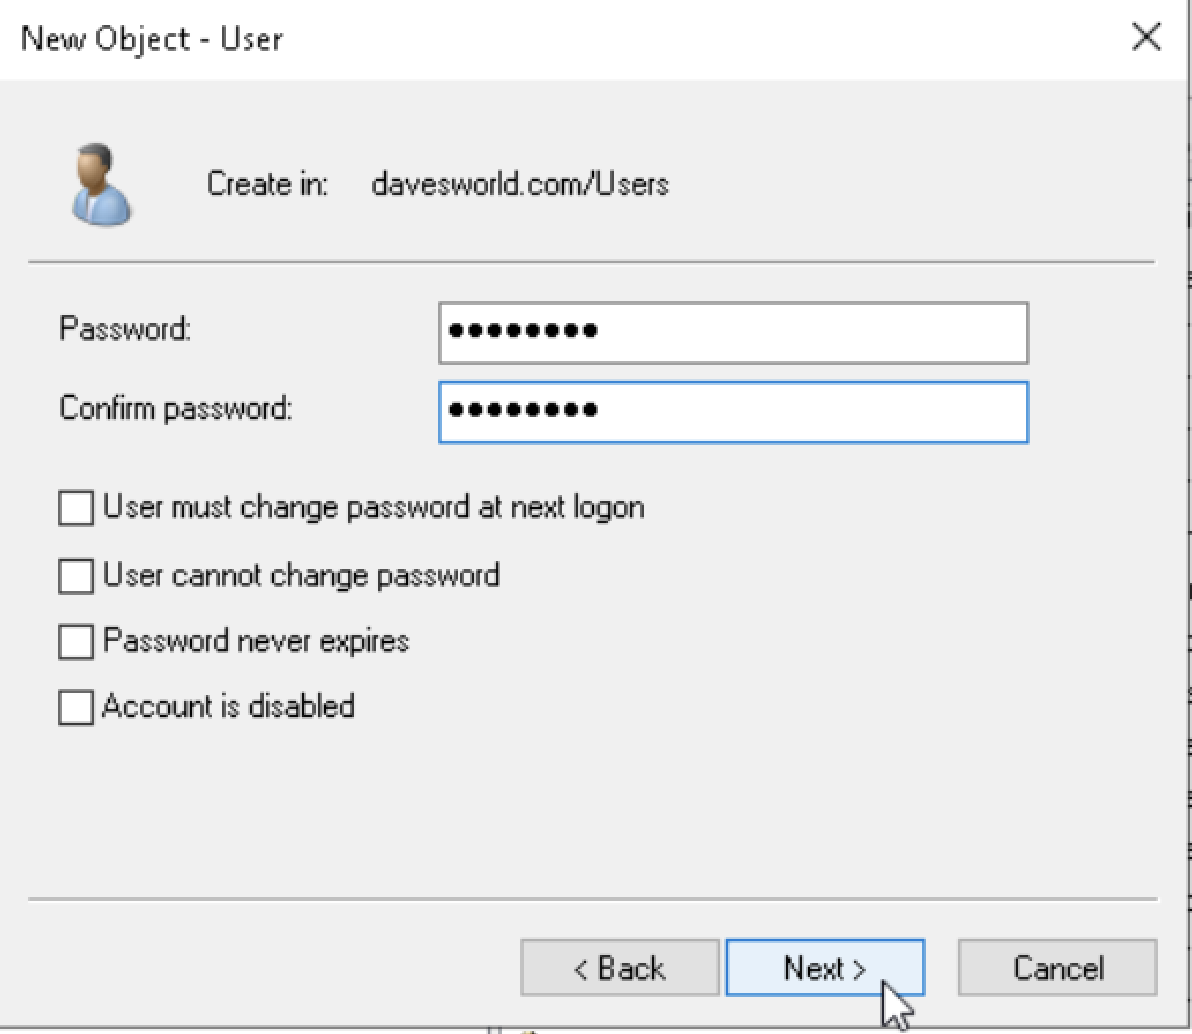 New Object - User
Create in: davesworld.com/Users
Password: ●●●●●●●●
Confirm password: ●●●●●●●●
User must change password at next logon
User cannot change password
Password never expires
Account is disabled
< Back Next > Cancel